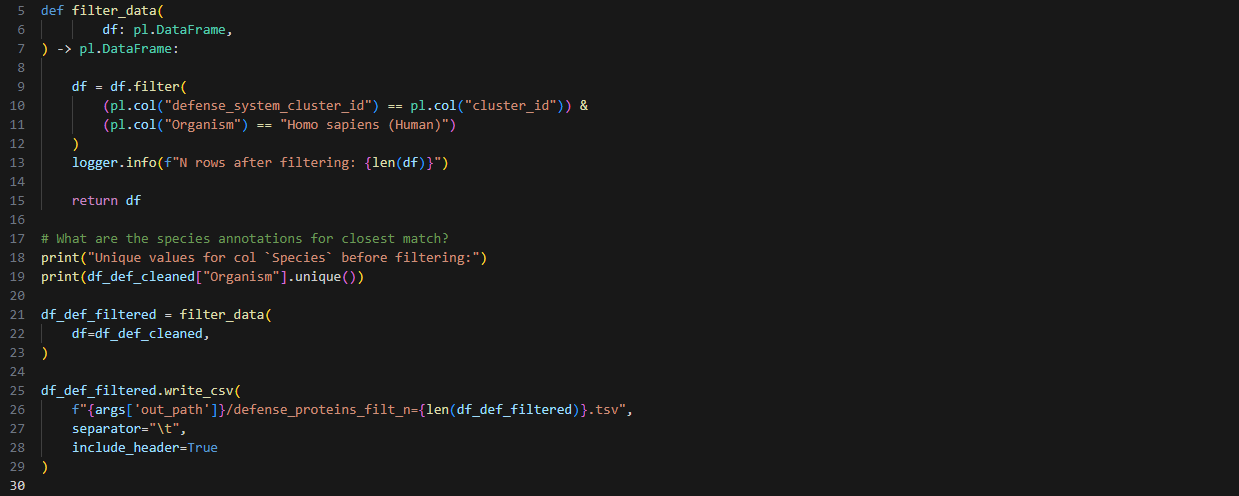 5 def filter_data(
6         df: pl.DataFrame,
7 ) -> pl.DataFrame:
8
9     df = df.filter(
10         (pl.col("defense_system_cluster_id") == pl.col("cluster_id")) &
11         (pl.col("Organism") == "Homo sapiens (Human)")
12     )
13     logger.info(f"N rows after filtering: {len(df)}")
14
15     return df
16
17 # What are the species annotations for closest match?
18 print("Unique values for col `Species` before filtering:")
19 print(df_def_cleaned["Organism"].unique())
20
21 df_def_filtered = filter_data(
22     df=df_def_cleaned,
23 )
24
25 df_def_filtered.write_csv(
26     f"{args['out_path']}/defense_proteins_filt_n={len(df_def_filtered)}.tsv",
27     separator="\t",
28     include_header=True
29 )
30